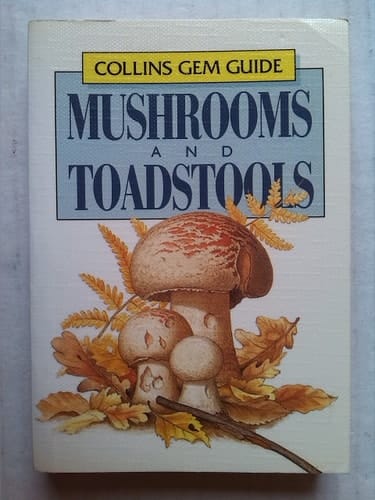 COLLINS GEM GUIDE
MUSHROOMS
AND
TOADSTOOLS